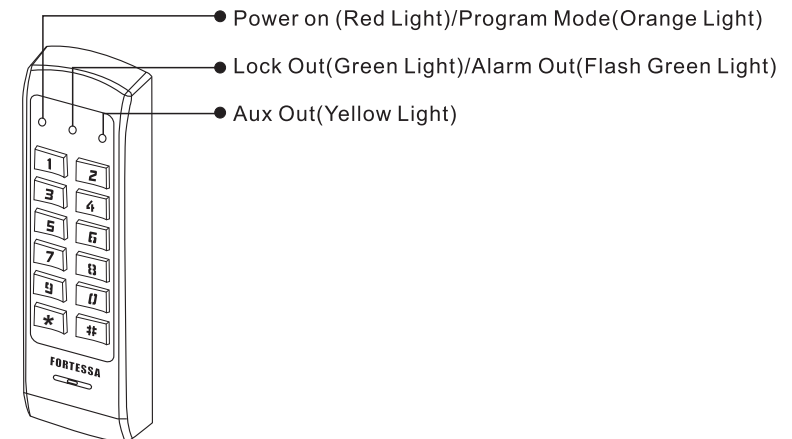 Power on (Red Light)/Program Mode(Orange Light)
Lock Out(Green Light)/Alarm Out(Flash Green Light)
Aux Out(Yellow Light)
1 2
3 4
5 6
7 8
9 0
* #
FORTESSA